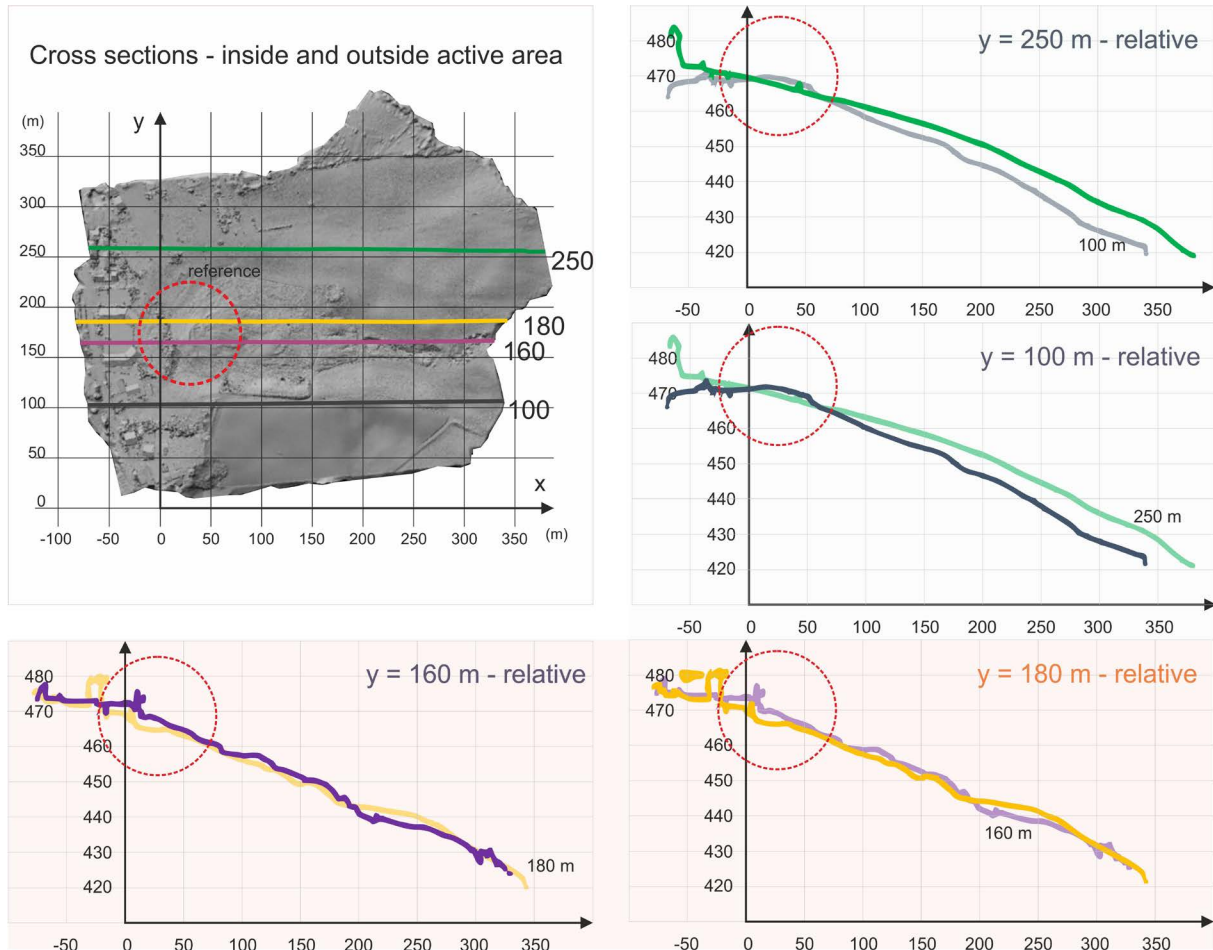 Cross sections - inside and outside active area
(m)
y
350
300
250
200
150
100
50
0
reference
250
180
160
100
x
-100 -50 0 50 100 150 200 250 300 350 (m)
y = 250 m - relative
480
470
460
450
440
430
420
100 m
-50 0 50 100 150 200 250 300 350
y = 100 m - relative
480
470
460
450
440
430
420
250 m
-50 0 50 100 150 200 250 300 350
y = 160 m - relative
480
470
460
450
440
430
420
180 m
-50 0 50 100 150 200 250 300 350
y = 180 m - relative
480
470
460
450
440
430
420
160 m
-50 0 50 100 150 200 250 300 350